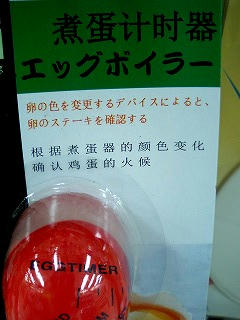 煮蛋计时器
エッグボイラー
卵の色を変更するデバイスによると、
卵のステーキを確認する
根据煮蛋器的颜色变化
确认鸡蛋的火候
EGGTIMER